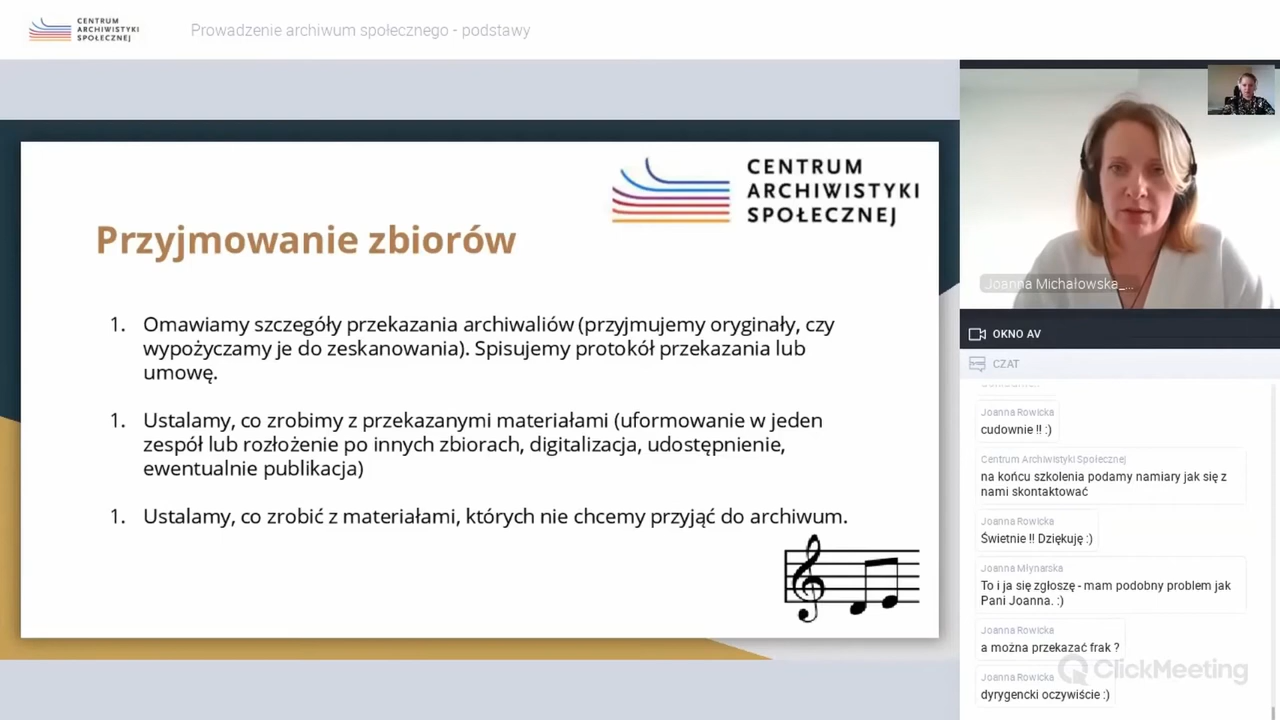 CENTRUM
ARCHIWISTYKI
SPOŁECZNEJ
Prowadzenie archiwum społecznego - podstawy
CENTRUM
ARCHIWISTYKI
SPOŁECZNEJ
Przyjmowanie zbiorów
1. Omawiamy szczegóły przekazania archiwaliów (przyjmujemy oryginały, czy
wypożyczamy je do zeskanowania). Spisujemy protokół przekazania lub
umowę.
1. Ustalamy, co zrobimy z przekazanymi materiałami (uformowanie w jeden
zespół lub rozłożenie po innych zbiorach, digitalizacja, udostępnienie,
ewentualnie publikacja)
1. Ustalamy, co zrobić z materiałami, których nie chcemy przyjąć do archiwum.
Joanna Michałowska_...
OKNO AV
CZAT
Joanna Rowicka
cudownie !! :)
Centrum Archiwistyki Społecznej
na końcu szkolenia podamy namiary jak się z
nami skontaktować
Joanna Rowicka
Świetnie !! Dziękuję :)
Joanna Młynarska
To i ja się zgłoszę - mam podobny problem jak
Pani Joanna. :)
Joanna Rowicka
a można przekazać frak ?
Joanna Rowicka
dyrygencki oczywiście :)
ClickMeeting